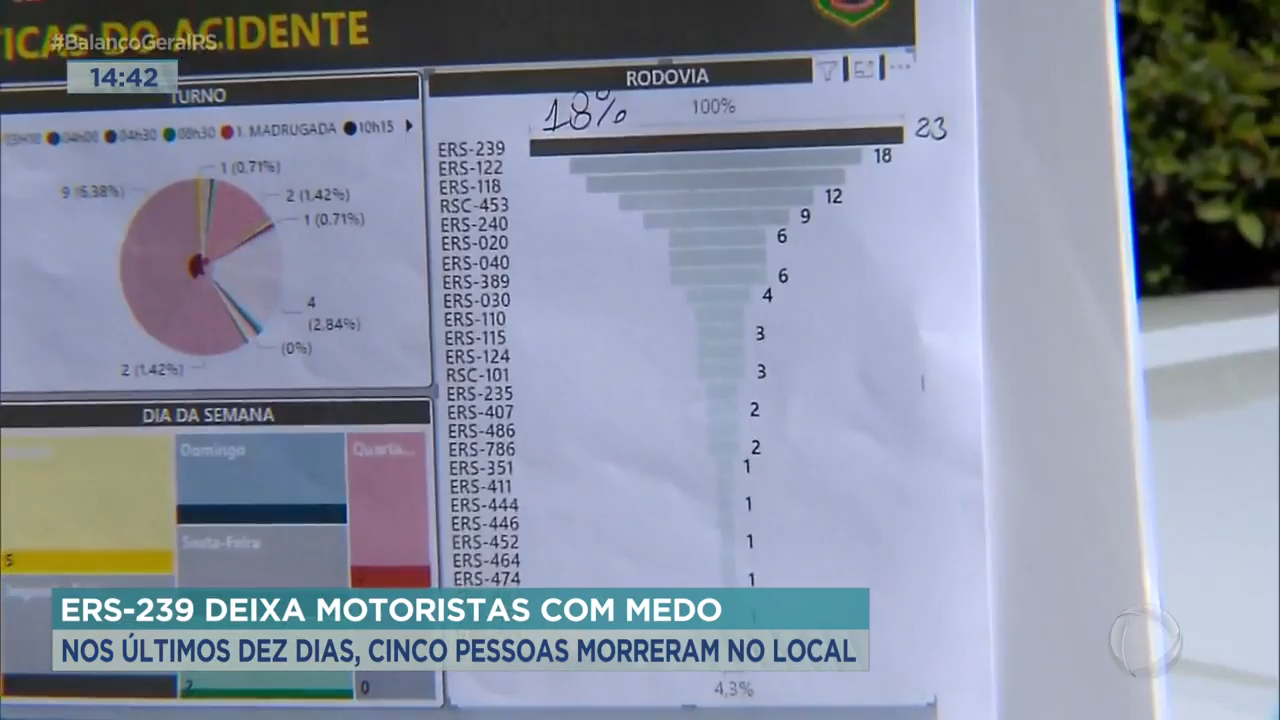 TICAS DO ACIDENTE
#BalançoGeralRS
14:42
TURNO
04h00 04h30 08h30 1. MADRUGADA 10h15
1 (0.71%)
9 (6.38%)
2 (1.42%)
1 (0.71%)
4
(2.84%)
(0%)
2 (1.42%)
DIA DA SEMANA
Domingo
Quarta...
5
Sexta-Feira
2
0
RODOVIA
18%
100%
ERS-239 23
ERS-122 18
ERS-118
RSC-453 12
ERS-240 9
ERS-020 6
ERS-040
ERS-389 6
ERS-030 4
ERS-110
ERS-115 3
ERS-124
RSC-101 3
ERS-235
ERS-407 2
ERS-486
ERS-786 2
ERS-351 1
ERS-411
ERS-444 1
ERS-446
ERS-452 1
ERS-464
ERS-474 1
4,3%
ERS-239 DEIXA MOTORISTAS COM MEDO
NOS ÚLTIMOS DEZ DIAS, CINCO PESSOAS MORRERAM NO LOCAL